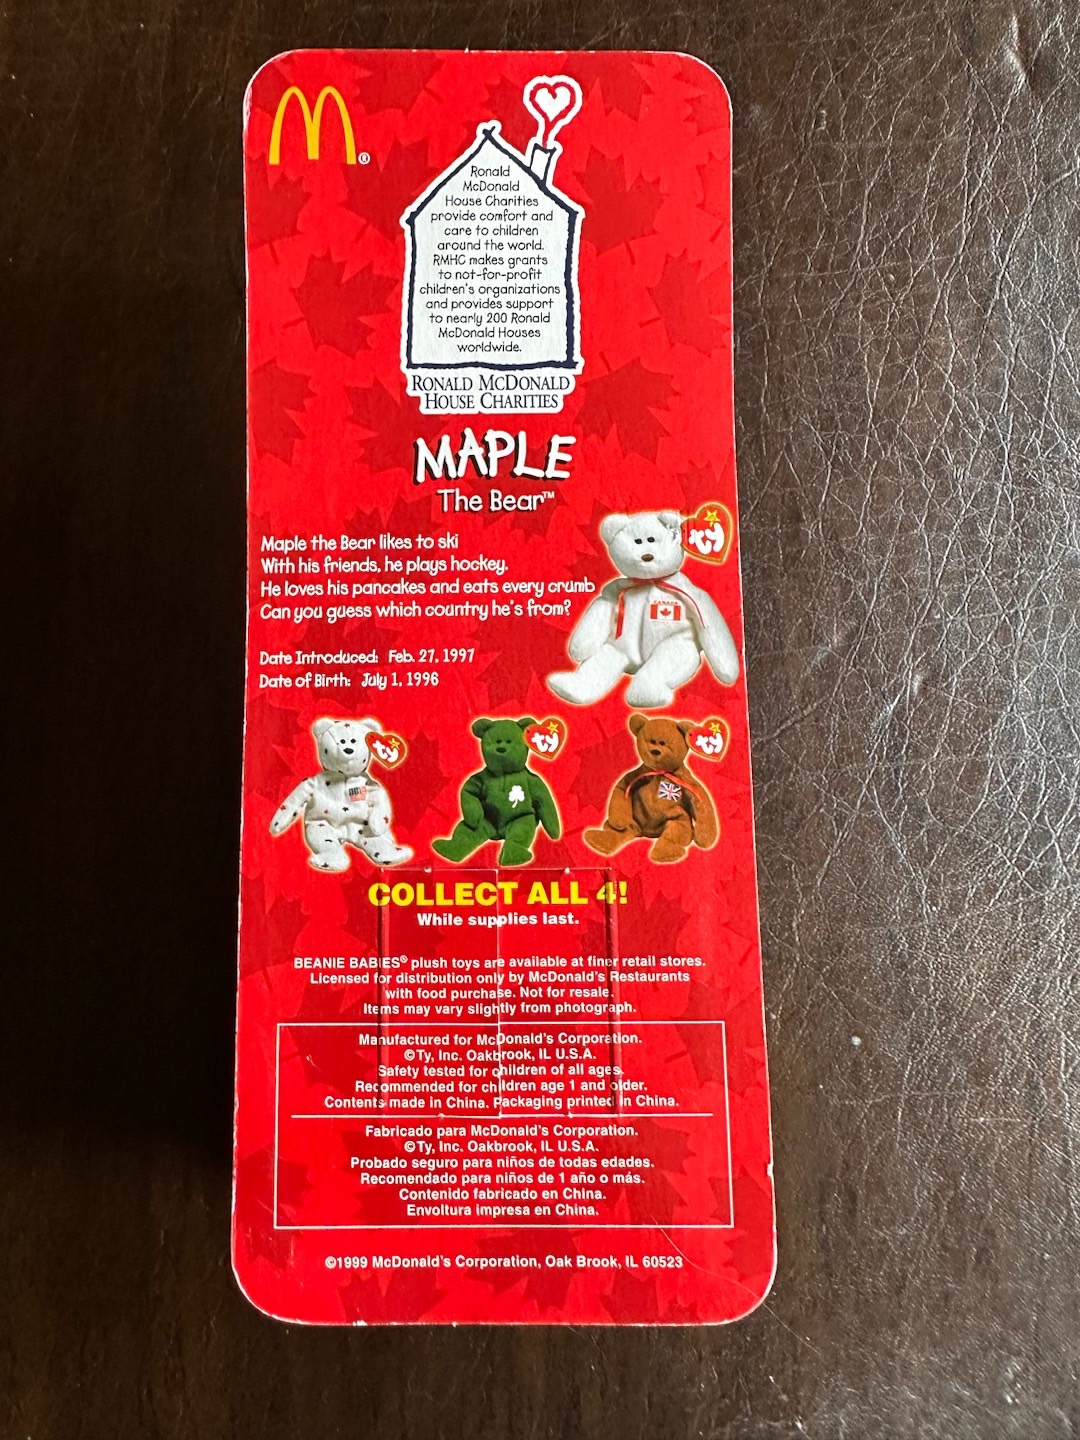 M®
Ronald
McDonald
House Charities
provide comfort and
care to children
around the world.
RMHC makes grants
to not-for-profit
children's organizations
and provides support
to nearly 200 Ronald
McDonald Houses
worldwide.
RONALD MCDONALD
HOUSE CHARITIES
MAPLE
The Bear™
Maple the Bear likes to ski
With his friends, he plays hockey.
He loves his pancakes and eats every crumb
Can you guess which country he's from?
ty
CANADA
Date Introduced: Feb. 27, 1997
Date of Birth: July 1, 1996
ty
ty
ty
COLLECT ALL 4!
While supplies last.
BEANIE BABIES® plush toys are available at finer retail stores.
Licensed for distribution only by McDonald's Restaurants
with food purchase. Not for resale.
Items may vary slightly from photograph.
Manufactured for McDonald's Corporation.
©Ty, Inc. Oakbrook, IL U.S.A.
Safety tested for children of all ages.
Recommended for children age 1 and older.
Contents made in China. Packaging printed in China.
Fabricado para McDonald's Corporation.
©Ty, Inc. Oakbrook, IL U.S.A.
Probado seguro para niños de todas edades.
Recomendado para niños de 1 año o más.
Contenido fabricado en China.
Envoltura impresa en China.
©1999 McDonald's Corporation, Oak Brook, IL 60523